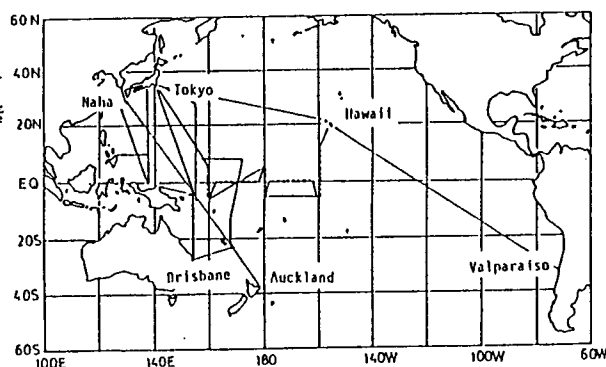 60N
40N
Naha
Tokyo
Hawaii
20N
EQ
20S
Brisbane
Auckland
Valparaiso
40S
60S
100E
140E
180
140W
100W
60W